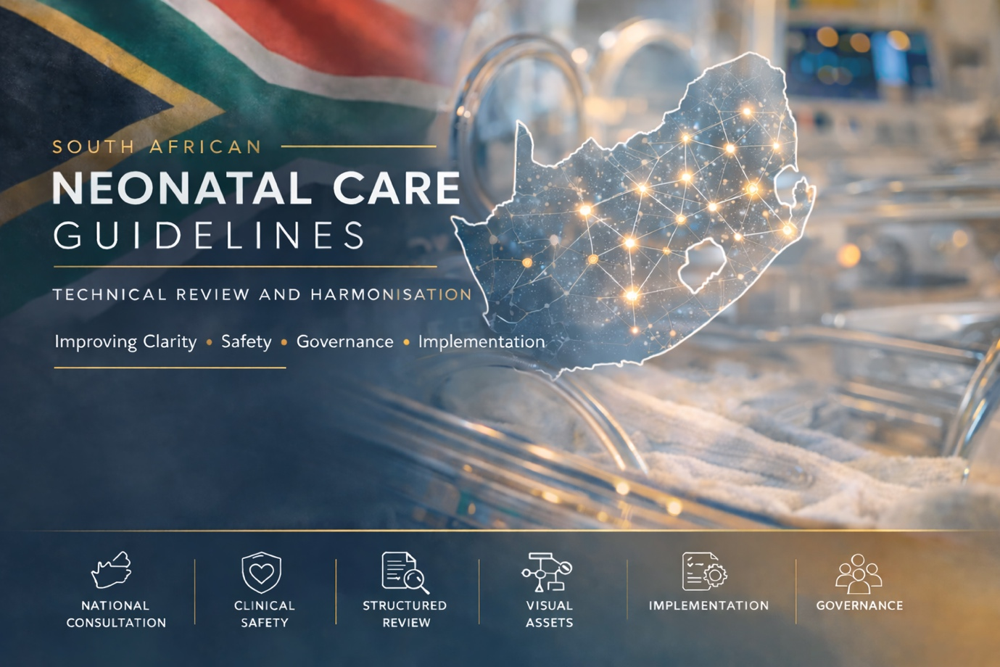 SOUTH AFRICAN
NEONATAL CARE
GUIDELINES
TECHNICAL REVIEW AND HARMONISATION
Improving Clarity • Safety • Governance • Implementation
NATIONAL
CONSULTATION
CLINICAL
SAFETY
STRUCTURED
REVIEW
VISUAL
ASSETS
IMPLEMENTATION
GOVERNANCE